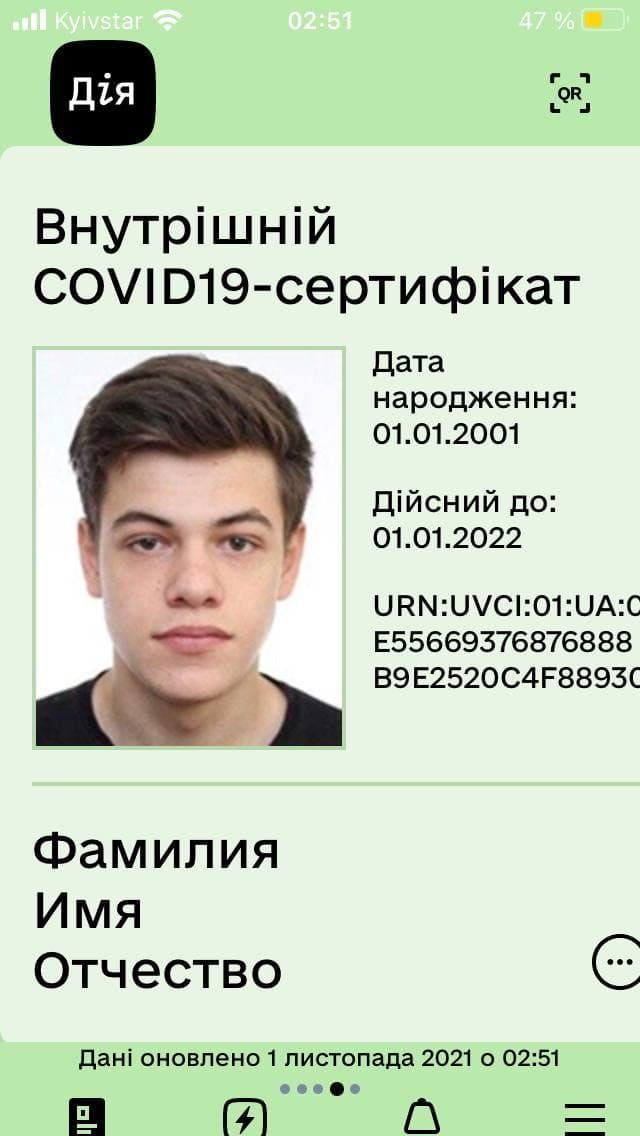 Kyivstar 02:51 47 %
Дія
QR
Внутрішній
COVID19-сертифікат
Дата
народження:
01.01.2001
Дійсний до:
01.01.2022
URN:UVCI:01:UA:
E55669376876888
B9E2520C4F8893
Фамилия
Имя
Отчество
Дані оновлено 1 листопада 2021 о 02:51